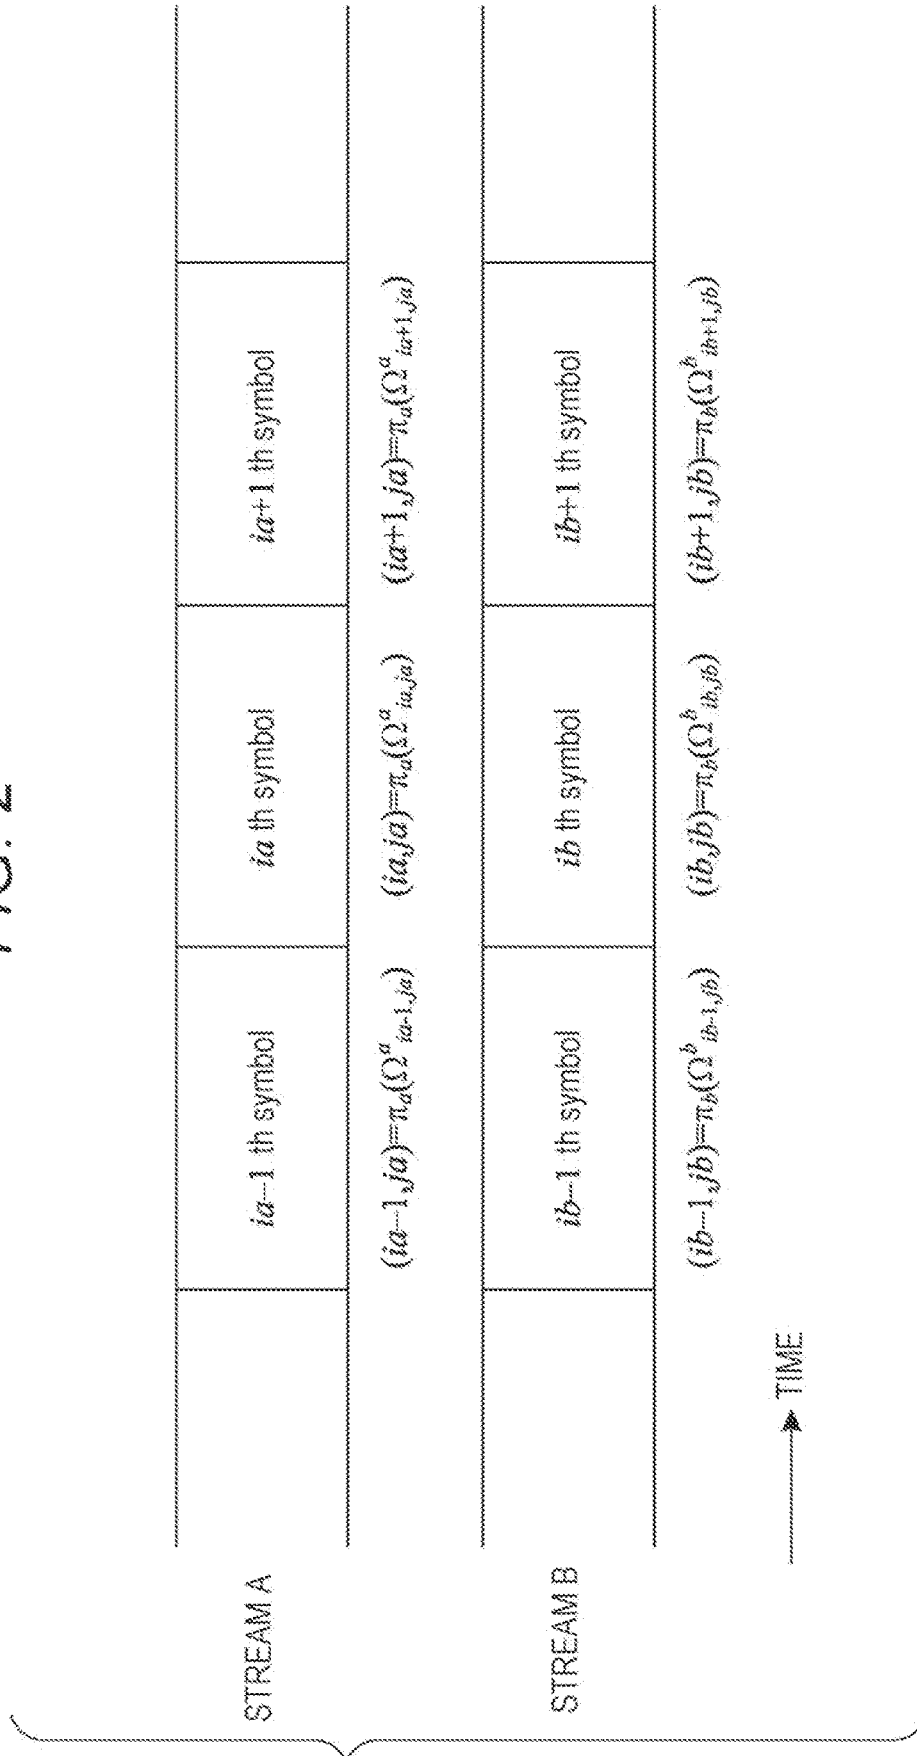 FIG. 2
STREAM A
ia−1 th symbol
ia th symbol
ia+1 th symbol
(ia−1,ja)=πa(Ωᵃia−1,ja)
(ia,ja)=πa(Ωᵃia,ja)
(ia+1,ja)=πa(Ωᵃia+1,ja)
STREAM B
ib−1 th symbol
ib th symbol
ib+1 th symbol
(ib−1,jb)=πb(Ωᵇib−1,jb)
(ib,jb)=πb(Ωᵇib,jb)
(ib+1,jb)=πb(Ωᵇib+1,jb)
TIME